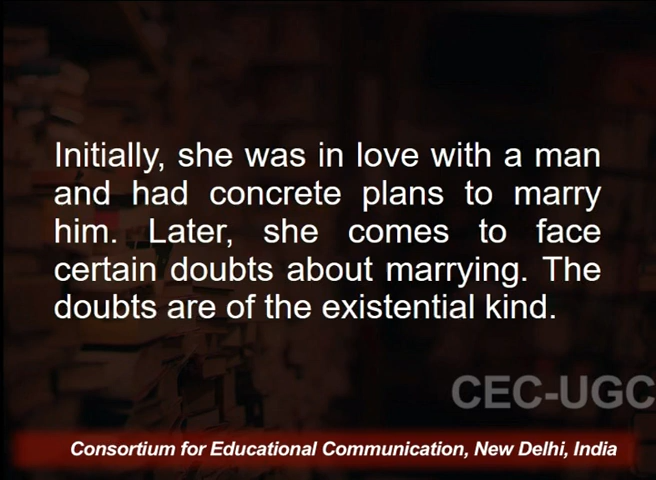 Initially, she was in love with a man
and had concrete plans to marry
him. Later, she comes to face
certain doubts about marrying. The
doubts are of the existential kind.
CEC-UGC
Consortium for Educational Communication, New Delhi, India